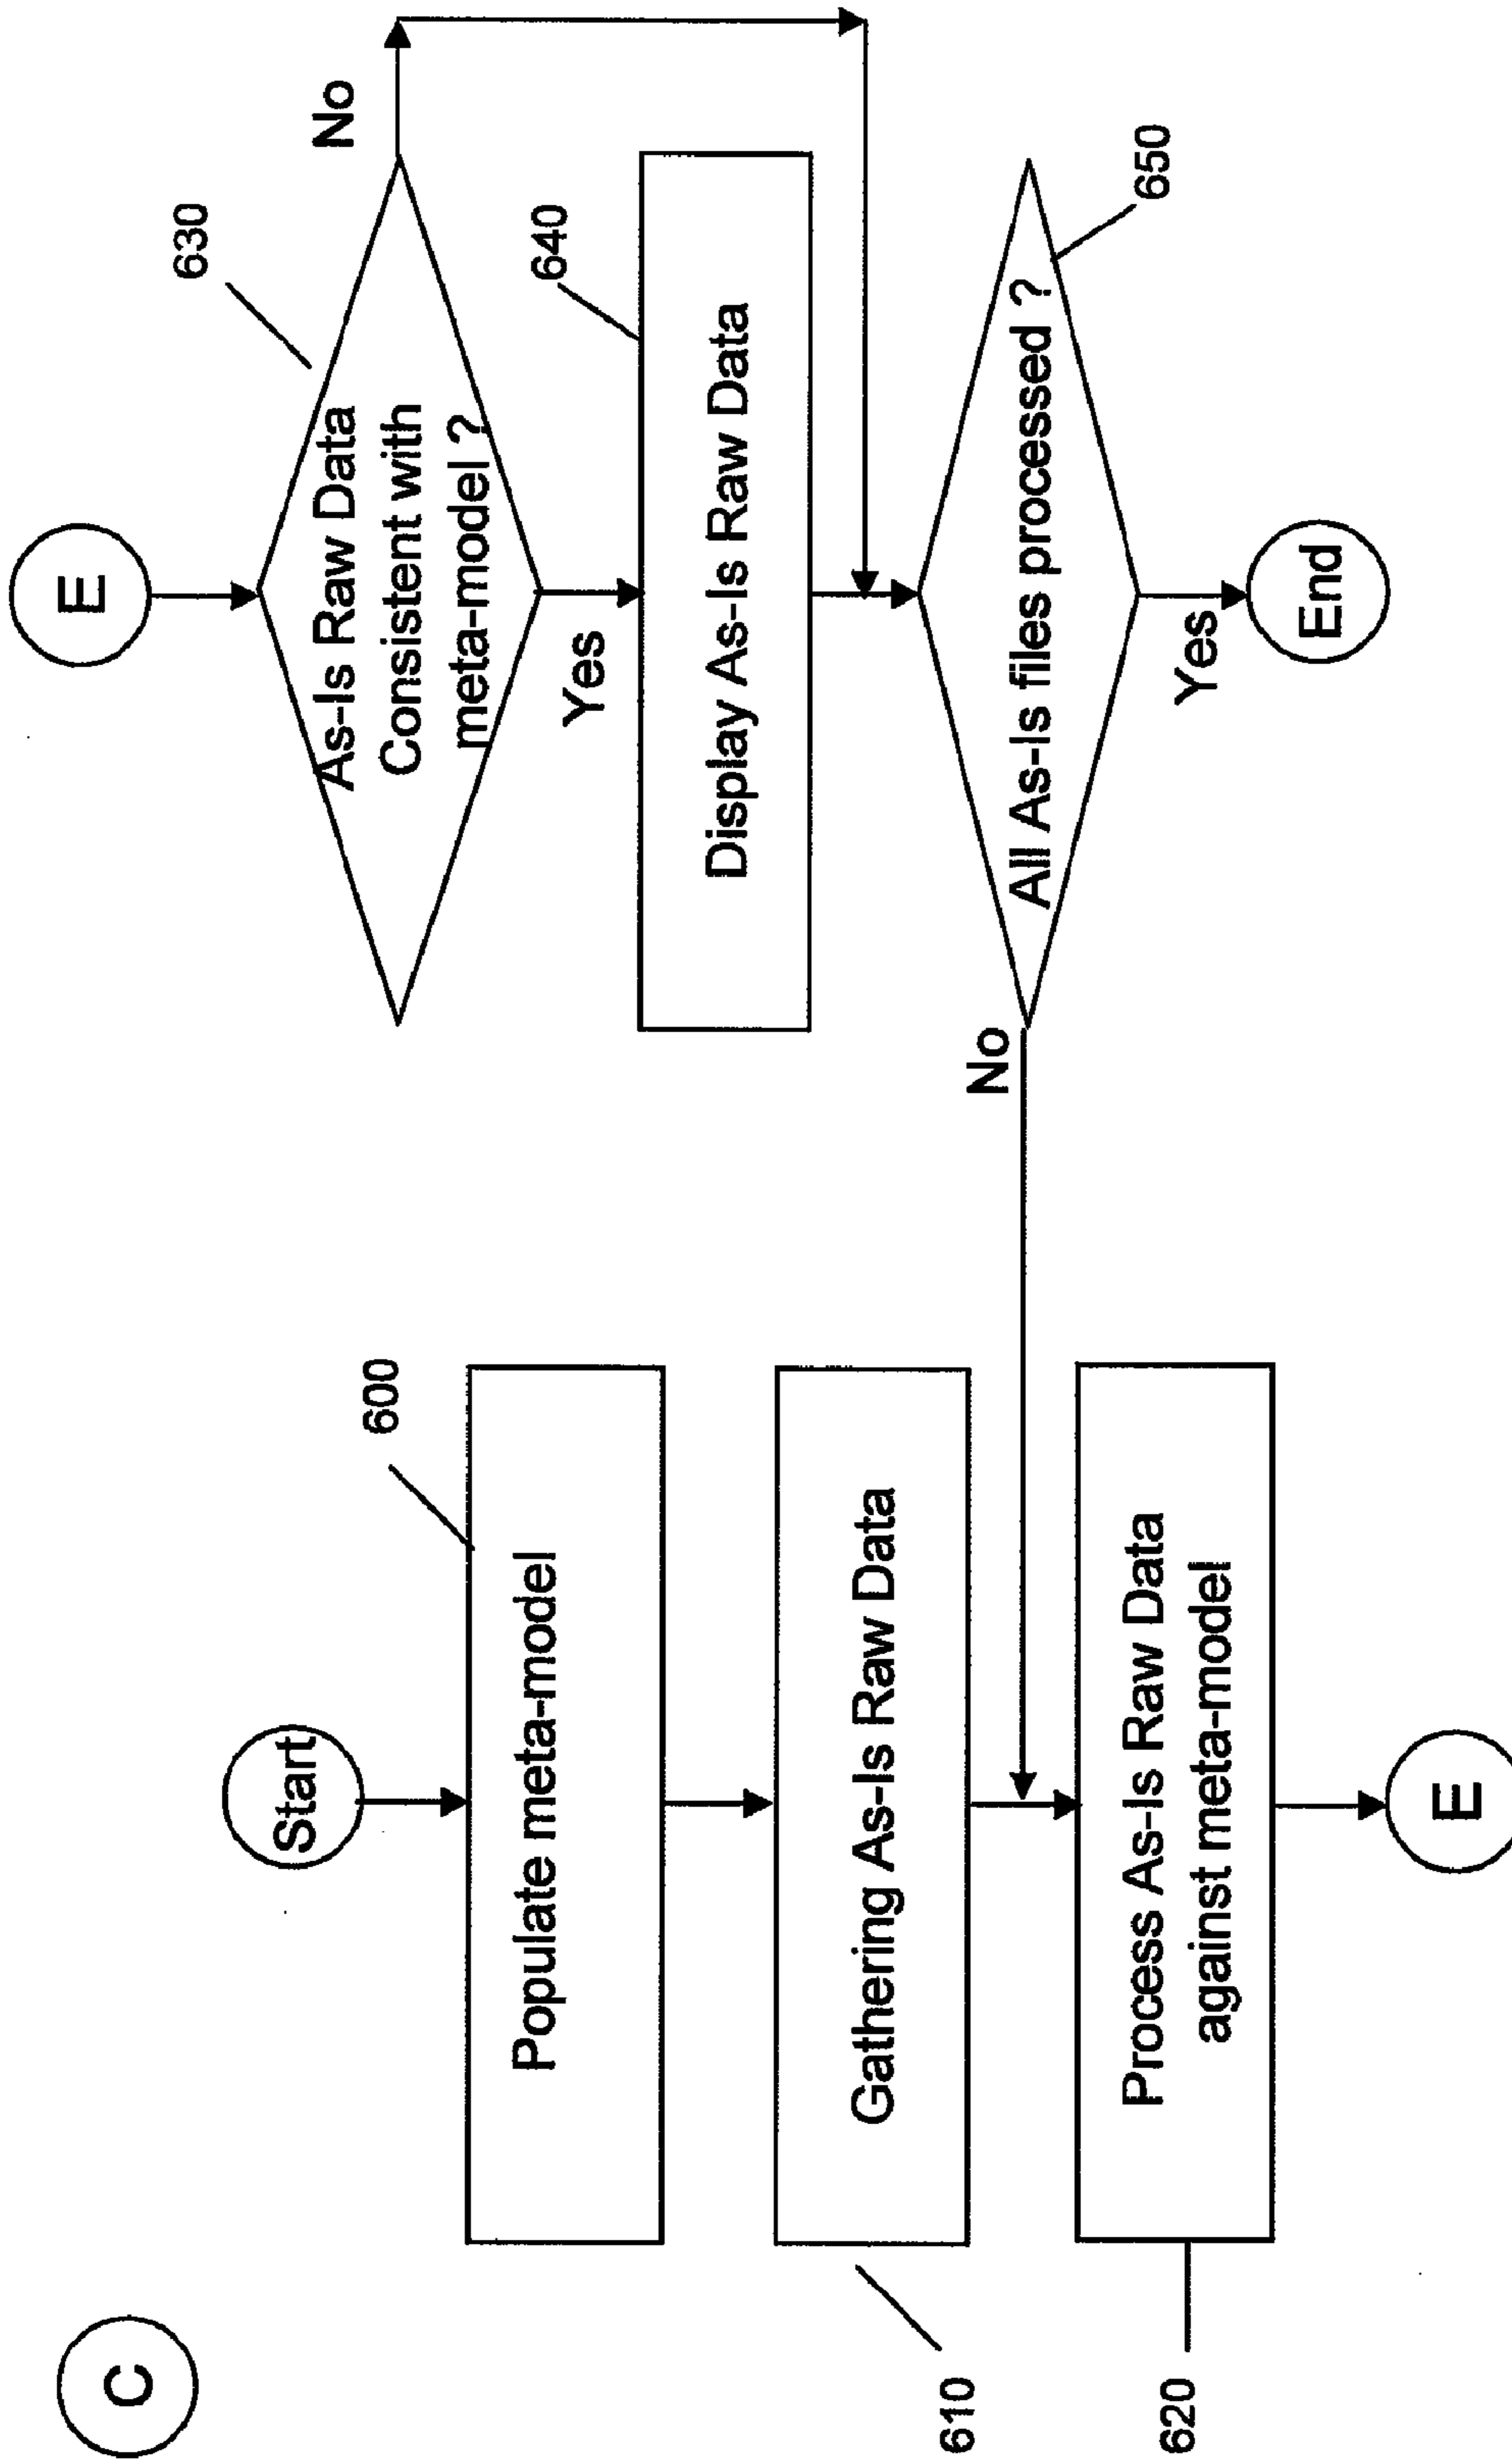 C
Start
600
Populate meta-model
610
Gathering As-Is Raw Data
620
Process As-Is Raw Data
against meta-model
E
E
630
As-Is Raw Data
Consistent with
meta-model ?
No
Yes
640
Display As-Is Raw Data
650
All As-Is files processed ?
No
Yes
End